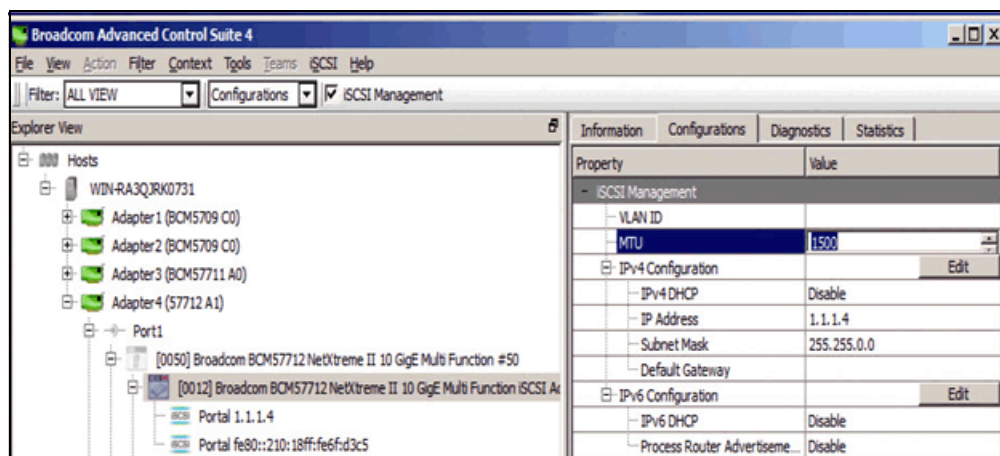 Broadcom Advanced Control Suite 4
File View Action Filter Context Tools Teams iSCSI Help
Filter: ALL VIEW Configurations iSCSI Management
Explorer View
Hosts
WIN-RA3QJRK0731
Adapter1 (BCM5709 C0)
Adapter2 (BCM5709 C0)
Adapter3 (BCM57711 A0)
Adapter4 (57712 A1)
Port1
[0050] Broadcom BCM57712 NetXtreme II 10 GigE Multi Function #50
[0012] Broadcom BCM57712 NetXtreme II 10 GigE Multi Function iSCSI Ad
iSCSI Portal 1.1.1.4
iSCSI Portal fe80::210:18ff:fe6f:d3c5
Information Configurations Diagnostics Statistics
Property Value
iSCSI Management
VLAN ID
MTU 1500
IPv4 Configuration Edit
IPv4 DHCP Disable
IP Address 1.1.1.4
Subnet Mask 255.255.0.0
Default Gateway
IPv6 Configuration Edit
IPv6 DHCP Disable
Process Router Advertiseme... Disable